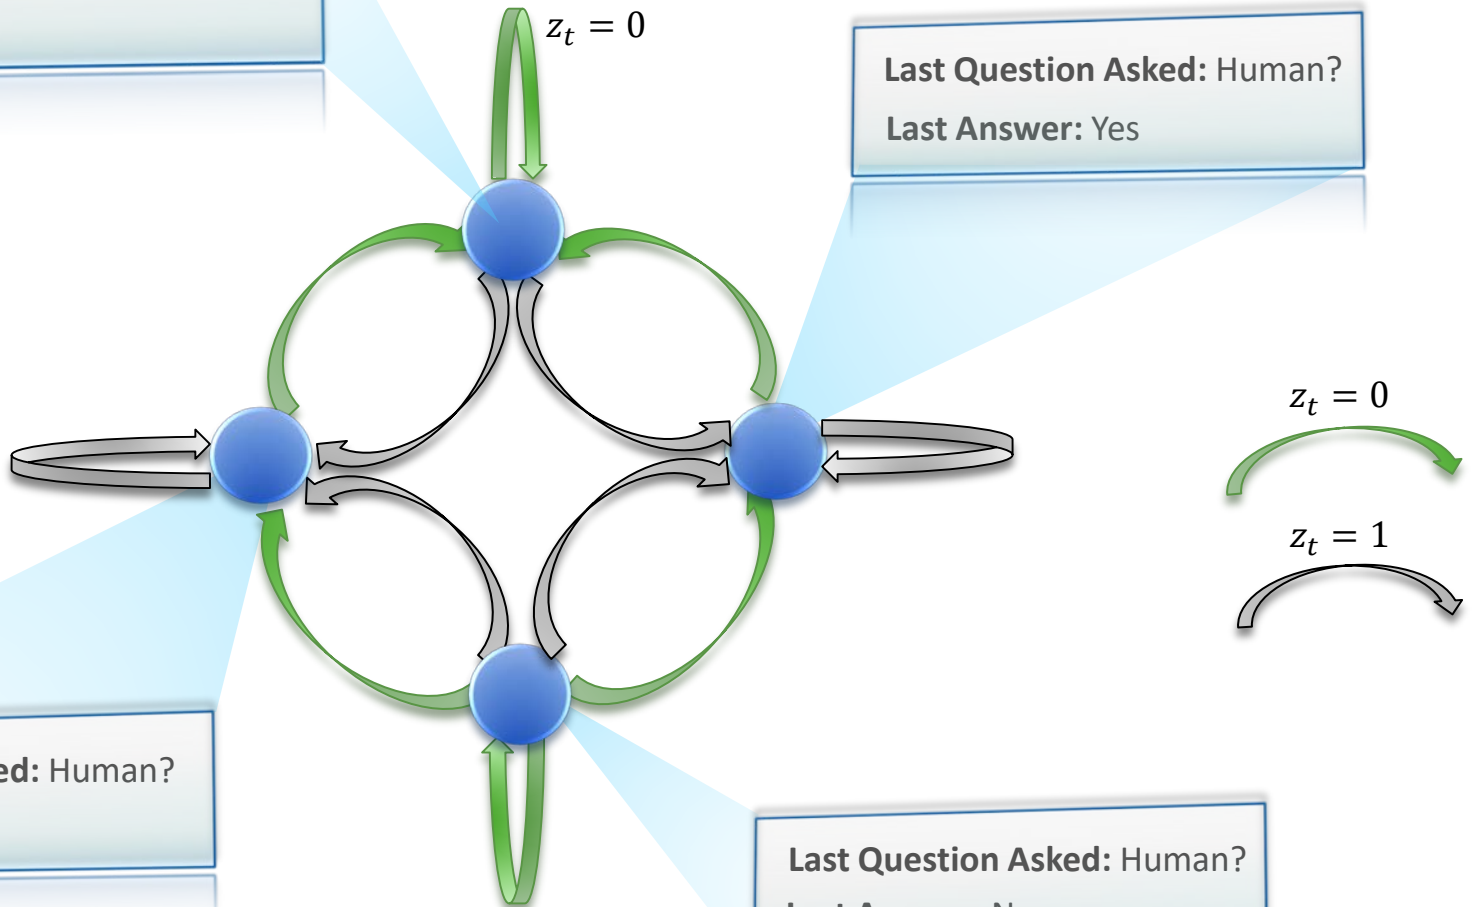 z_t = 0
Last Question Asked: Human?
Last Answer: Yes
z_t = 0
z_t = 1
ed: Human?
Last Question Asked: Human?